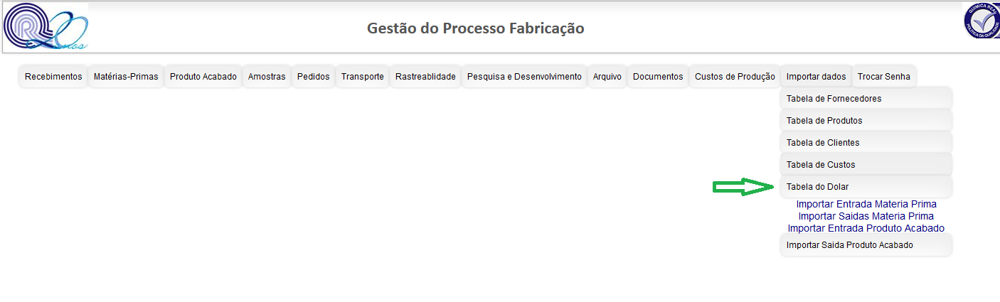 Gestão do Processo Fabricação
QUIMICA REAL
POLÍTICA DA QUALIDADE
Recebimentos Matérias-Primas Produto Acabado Amostras Pedidos Transporte Rastreablidade Pesquisa e Desenvolvimento Arquivo Documentos Custos de Produção Importar dados Trocar Senha
Tabela de Fornecedores
Tabela de Produtos
Tabela de Clientes
Tabela de Custos
Tabela do Dolar
Importar Entrada Materia Prima
Importar Saidas Materia Prima
Importar Entrada Produto Acabado
Importar Saida Produto Acabado